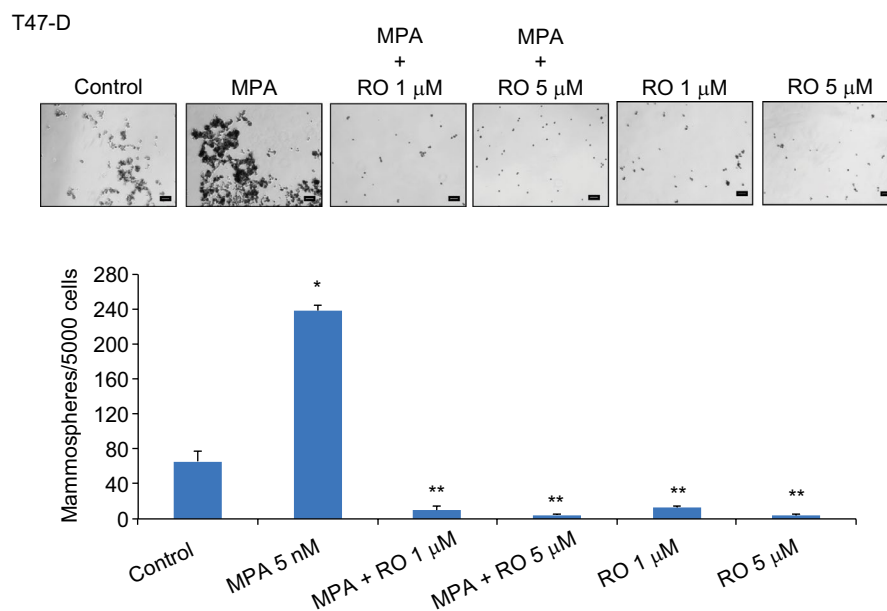 T47-D
Control
MPA
MPA
+
RO 1 μM
MPA
+
RO 5 μM
RO 1 μM
RO 5 μM
Mammospheres/5000 cells
280
240
200
160
120
80
40
0
*
**
**
**
**
Control
MPA 5 nM
MPA + RO 1 μM
MPA + RO 5 μM
RO 1 μM
RO 5 μM